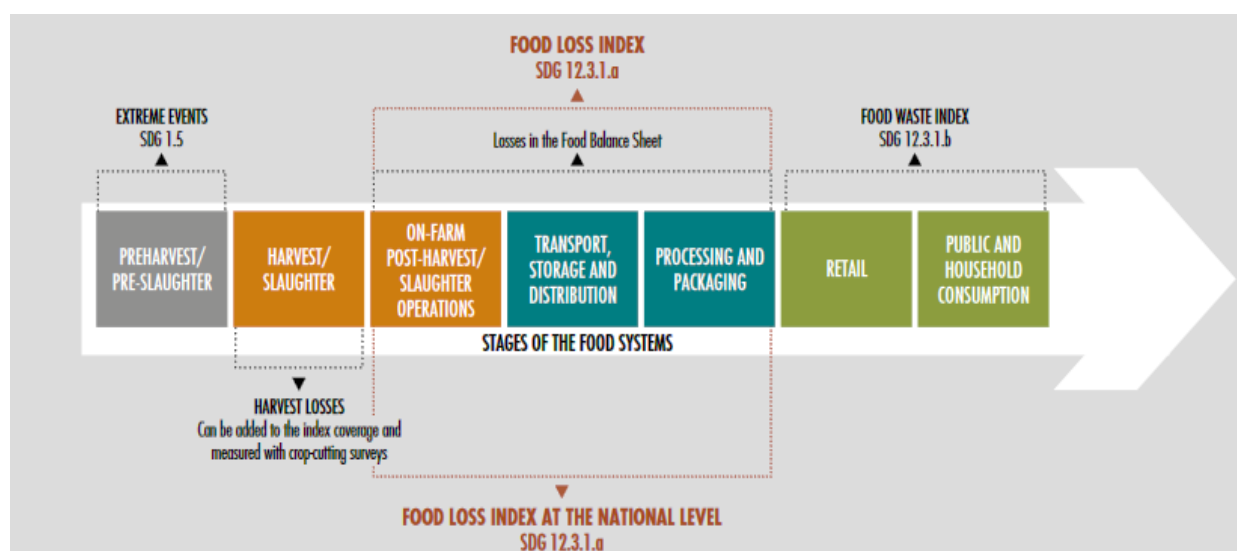 FOOD LOSS INDEX
SDG 12.3.1.a
EXTREME EVENTS
SDG 1.5
Losses in the Food Balance Sheet
FOOD WASTE INDEX
SDG 12.3.1.b
PREHARVEST/
PRE-SLAUGHTER
HARVEST/
SLAUGHTER
ON-FARM
POST-HARVEST/
SLAUGHTER
OPERATIONS
TRANSPORT,
STORAGE AND
DISTRIBUTION
PROCESSING AND
PACKAGING
RETAIL
PUBLIC AND
HOUSEHOLD
CONSUMPTION
STAGES OF THE FOOD SYSTEMS
HARVEST LOSSES
Can be added to the index coverage and
measured with crop-cutting surveys
FOOD LOSS INDEX AT THE NATIONAL LEVEL
SDG 12.3.1.a